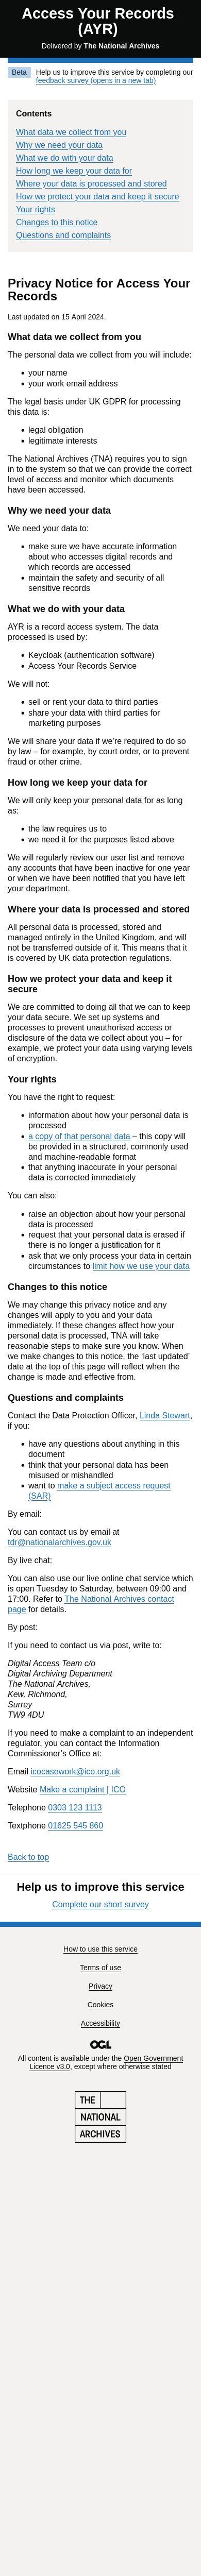 Access Your Records
(AYR)
Delivered by The National Archives
Beta
Help us to improve this service by completing our
feedback survey (opens in a new tab)
Contents
What data we collect from you
Why we need your data
What we do with your data
How long we keep your data for
Where your data is processed and stored
How we protect your data and keep it secure
Your rights
Changes to this notice
Questions and complaints
Privacy Notice for Access Your
Records
Last updated on 15 April 2024.
What data we collect from you
The personal data we collect from you will include:
• your name
• your work email address
The legal basis under UK GDPR for processing
this data is:
• legal obligation
• legitimate interests
The National Archives (TNA) requires you to sign
in to the system so that we can provide the correct
level of access and monitor which documents
have been accessed.
Why we need your data
We need your data to:
• make sure we have accurate information
about who accesses digital records and
which records are accessed
• maintain the safety and security of all
sensitive records
What we do with your data
AYR is a record access system. The data
processed is used by:
• Keycloak (authentication software)
• Access Your Records Service
We will not:
• sell or rent your data to third parties
• share your data with third parties for
marketing purposes
We will share your data if we’re required to do so
by law – for example, by court order, or to prevent
fraud or other crime.
How long we keep your data for
We will only keep your personal data for as long
as:
• the law requires us to
• we need it for the purposes listed above
We will regularly review our user list and remove
any accounts that have been inactive for one year
or when we have been notified that you have left
your department.
Where your data is processed and stored
All personal data is processed, stored and
managed entirely in the United Kingdom, and will
not be transferred outside of it. This means that it
is covered by UK data protection regulations.
How we protect your data and keep it
secure
We are committed to doing all that we can to keep
your data secure. We set up systems and
processes to prevent unauthorised access or
disclosure of the data we collect about you – for
example, we protect your data using varying levels
of encryption.
Your rights
You have the right to request:
• information about how your personal data is
processed
• a copy of that personal data – this copy will
be provided in a structured, commonly used
and machine-readable format
• that anything inaccurate in your personal
data is corrected immediately
You can also:
• raise an objection about how your personal
data is processed
• request that your personal data is erased if
there is no longer a justification for it
• ask that we only process your data in certain
circumstances to limit how we use your data
Changes to this notice
We may change this privacy notice and any
changes will apply to you and your data
immediately. If these changes affect how your
personal data is processed, TNA will take
reasonable steps to make sure you know. When
we make changes to this notice, the ‘last updated’
date at the top of this page will reflect when the
change is made and effective from.
Questions and complaints
Contact the Data Protection Officer, Linda Stewart,
if you:
• have any questions about anything in this
document
• think that your personal data has been
misused or mishandled
• want to make a subject access request
(SAR)
By email:
You can contact us by email at
tdr@nationalarchives.gov.uk
By live chat:
You can also use our live online chat service which
is open Tuesday to Saturday, between 09:00 and
17:00. Refer to The National Archives contact
page for details.
By post:
If you need to contact us via post, write to:
Digital Access Team c/o
Digital Archiving Department
The National Archives,
Kew, Richmond,
Surrey
TW9 4DU
If you need to make a complaint to an independent
regulator, you can contact the Information
Commissioner’s Office at:
Email icocasework@ico.org.uk
Website Make a complaint | ICO
Telephone 0303 123 1113
Textphone 01625 545 860
Back to top
Help us to improve this service
Complete our short survey
How to use this service
Terms of use
Privacy
Cookies
Accessibility
OGL
All content is available under the Open Government
Licence v3.0, except where otherwise stated
THE
NATIONAL
ARCHIVES